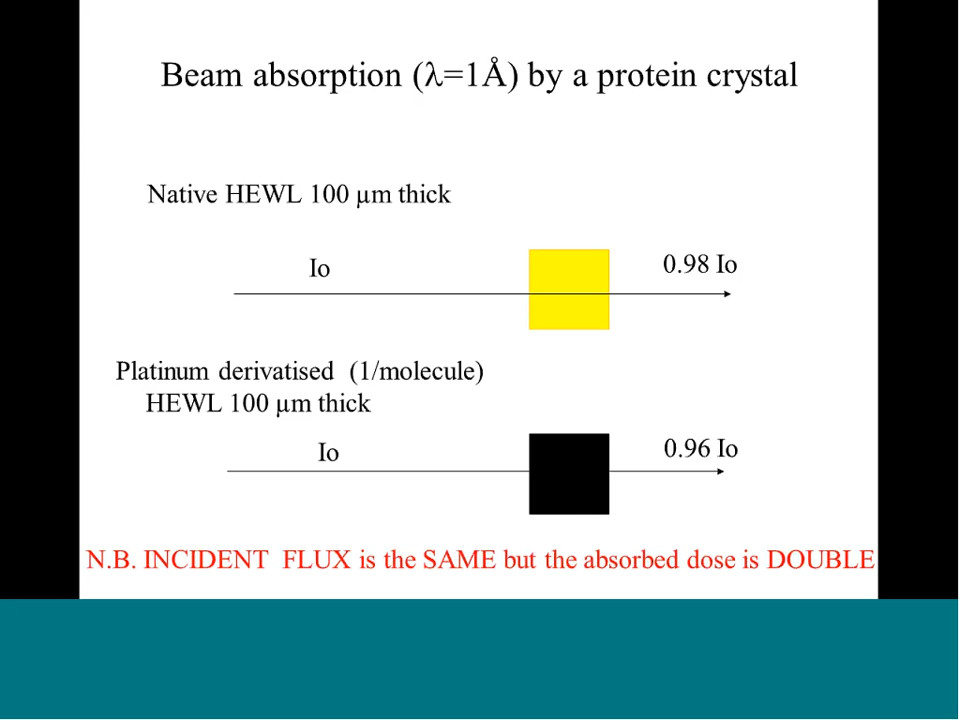 Beam absorption (λ=1Å) by a protein crystal
Native HEWL 100 µm thick
Io
0.98 Io
Platinum derivatised (1/molecule)
HEWL 100 µm thick
Io
0.96 Io
N.B. INCIDENT FLUX is the SAME but the absorbed dose is DOUBLE